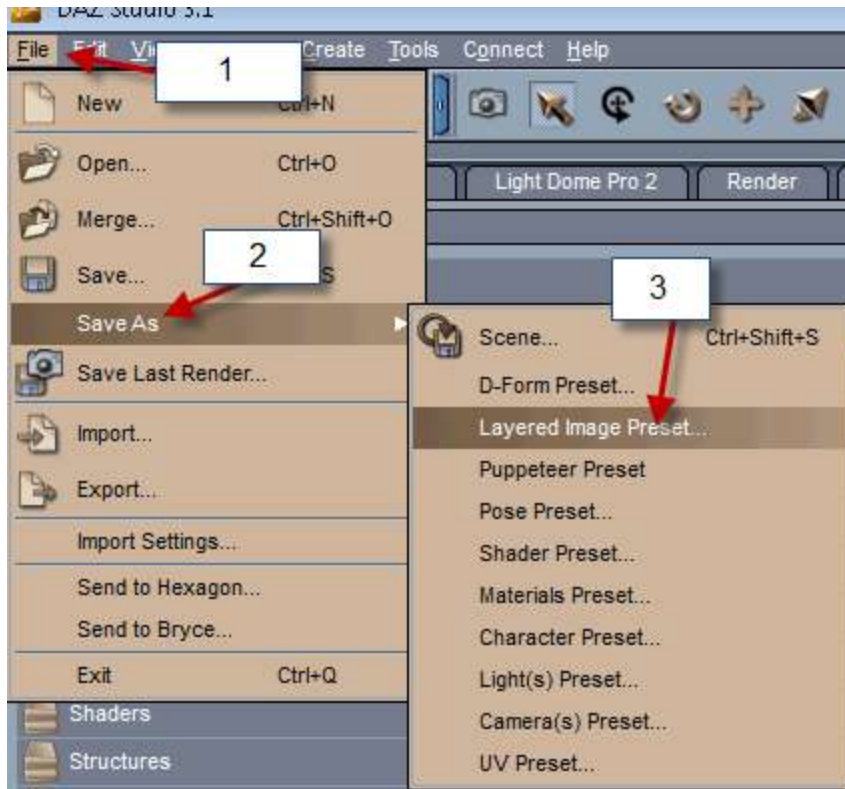 DAZ Studio 3.1
File Edit Create Tools Connect Help
1
New Ctrl+N
Open... Ctrl+O
Light Dome Pro 2 Render
Merge... Ctrl+Shift+O
2
Save... S
3
Save As
Scene... Ctrl+Shift+S
Save Last Render...
D-Form Preset...
Layered Image Preset...
Import...
Puppeteer Preset
Export...
Pose Preset...
Import Settings...
Shader Preset...
Send to Hexagon...
Materials Preset...
Send to Bryce...
Character Preset...
Exit Ctrl+Q
Light(s) Preset...
Shaders
Camera(s) Preset...
Structures
UV Preset...